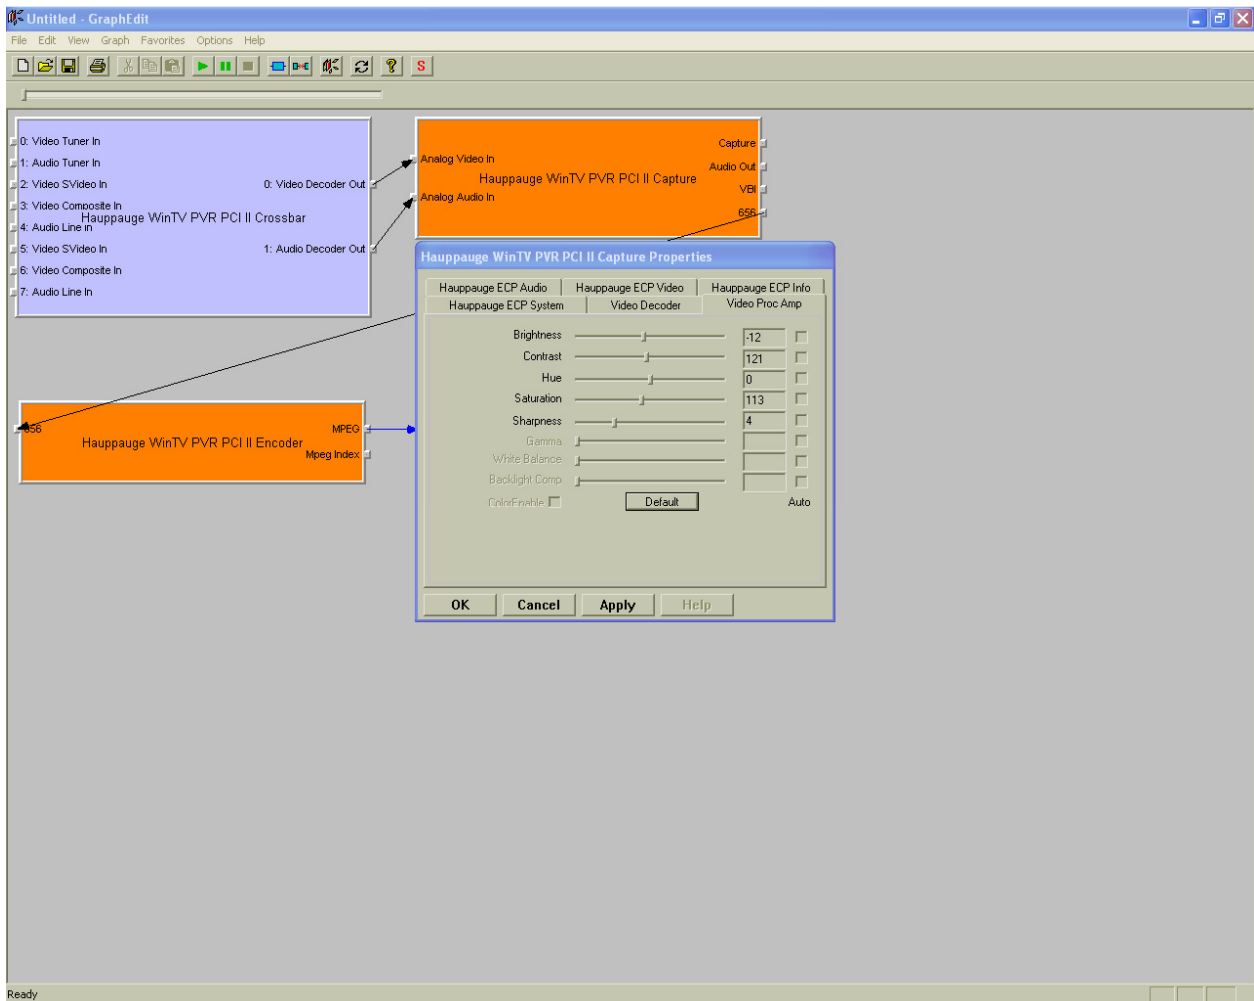 Untitled - GraphEdit
File Edit View Graph Favorites Options Help
S
0: Video Tuner In
1: Audio Tuner In
2: Video SVideo In
0: Video Decoder Out
3: Video Composite In
Hauppauge WinTV PVR PCI II Crossbar
4: Audio Line in
5: Video SVideo In
1: Audio Decoder Out
6: Video Composite In
7: Audio Line In
Capture
Analog Video In
Audio Out
Hauppauge WinTV PVR PCI II Capture
VBI
Analog Audio In
656
Hauppauge WinTV PVR PCI II Capture Properties
Hauppauge ECP Audio Hauppauge ECP Video Hauppauge ECP Info
Hauppauge ECP System Video Decoder Video Proc Amp
Brightness -12
Contrast 121
Hue 0
Saturation 113
Sharpness 4
Gamma
White Balance
Backlight Comp
ColorEnable Default Auto
OK Cancel Apply Help
656 MPEG
Hauppauge WinTV PVR PCI II Encoder
Mpeg Index
Ready